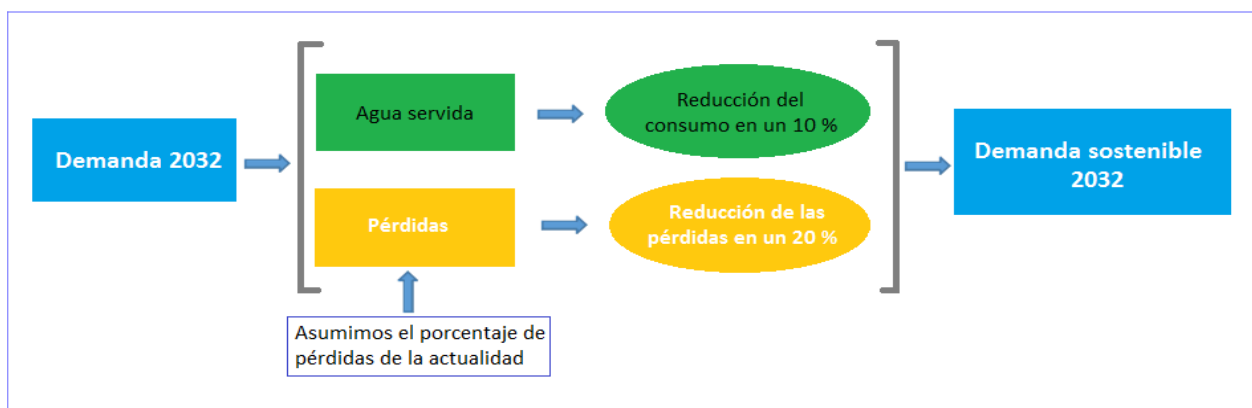 Demanda 2032
Agua servida
Reducción del
consumo en un 10 %
Pérdidas
Reducción de las
pérdidas en un 20 %
Asumimos el porcentaje de
pérdidas de la actualidad
Demanda sostenible
2032